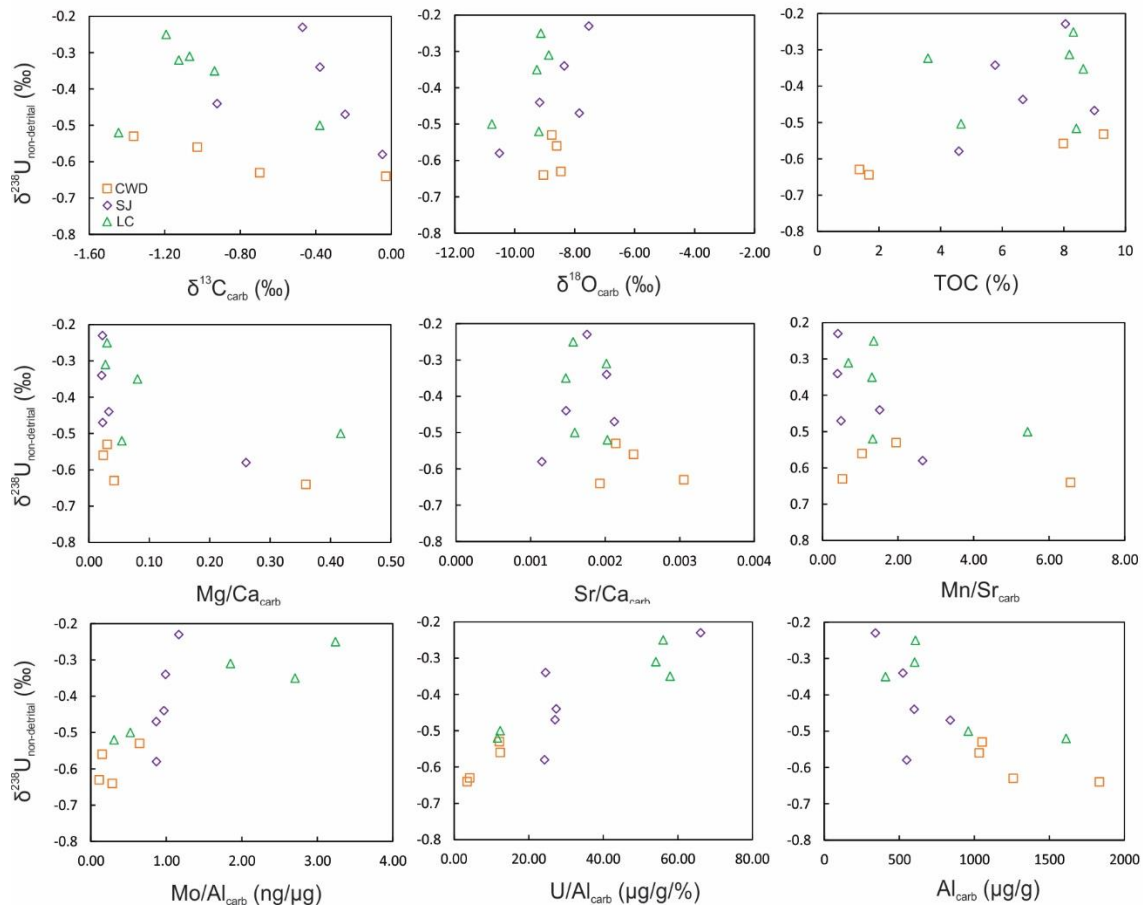 -0.2
-0.3
-0.4
-0.5
-0.6
-0.7
-0.8
δ²³⁸U non-detrital (‰)
CWD
SJ
LC
-1.60 -1.20 -0.80 -0.40 0.00
δ¹³Ccarb (‰)
-0.2
-0.3
-0.4
-0.5
-0.6
-0.7
-0.8
-12.00 -10.00 -8.00 -6.00 -4.00 -2.00
δ¹⁸Ocarb (‰)
-0.2
-0.3
-0.4
-0.5
-0.6
-0.7
-0.8
0 2 4 6 8 10
TOC (%)
-0.2
-0.3
-0.4
-0.5
-0.6
-0.7
-0.8
δ²³⁸U non-detrital (‰)
0.00 0.10 0.20 0.30 0.40 0.50
Mg/Cacarb
-0.2
-0.3
-0.4
-0.5
-0.6
-0.7
-0.8
0.000 0.001 0.002 0.003 0.004
Sr/Cacarb
0.2
0.3
0.4
0.5
0.6
0.7
0.8
0.00 2.00 4.00 6.00 8.00
Mn/Srcarb
-0.2
-0.3
-0.4
-0.5
-0.6
-0.7
-0.8
δ²³⁸U non-detrital (‰)
0.00 1.00 2.00 3.00 4.00
Mo/Alcarb (ng/µg)
-0.2
-0.3
-0.4
-0.5
-0.6
-0.7
-0.8
0.00 20.00 40.00 60.00 80.00
U/Alcarb (µg/g/%)
-0.2
-0.3
-0.4
-0.5
-0.6
-0.7
-0.8
0 500 1000 1500 2000
Alcarb (µg/g)